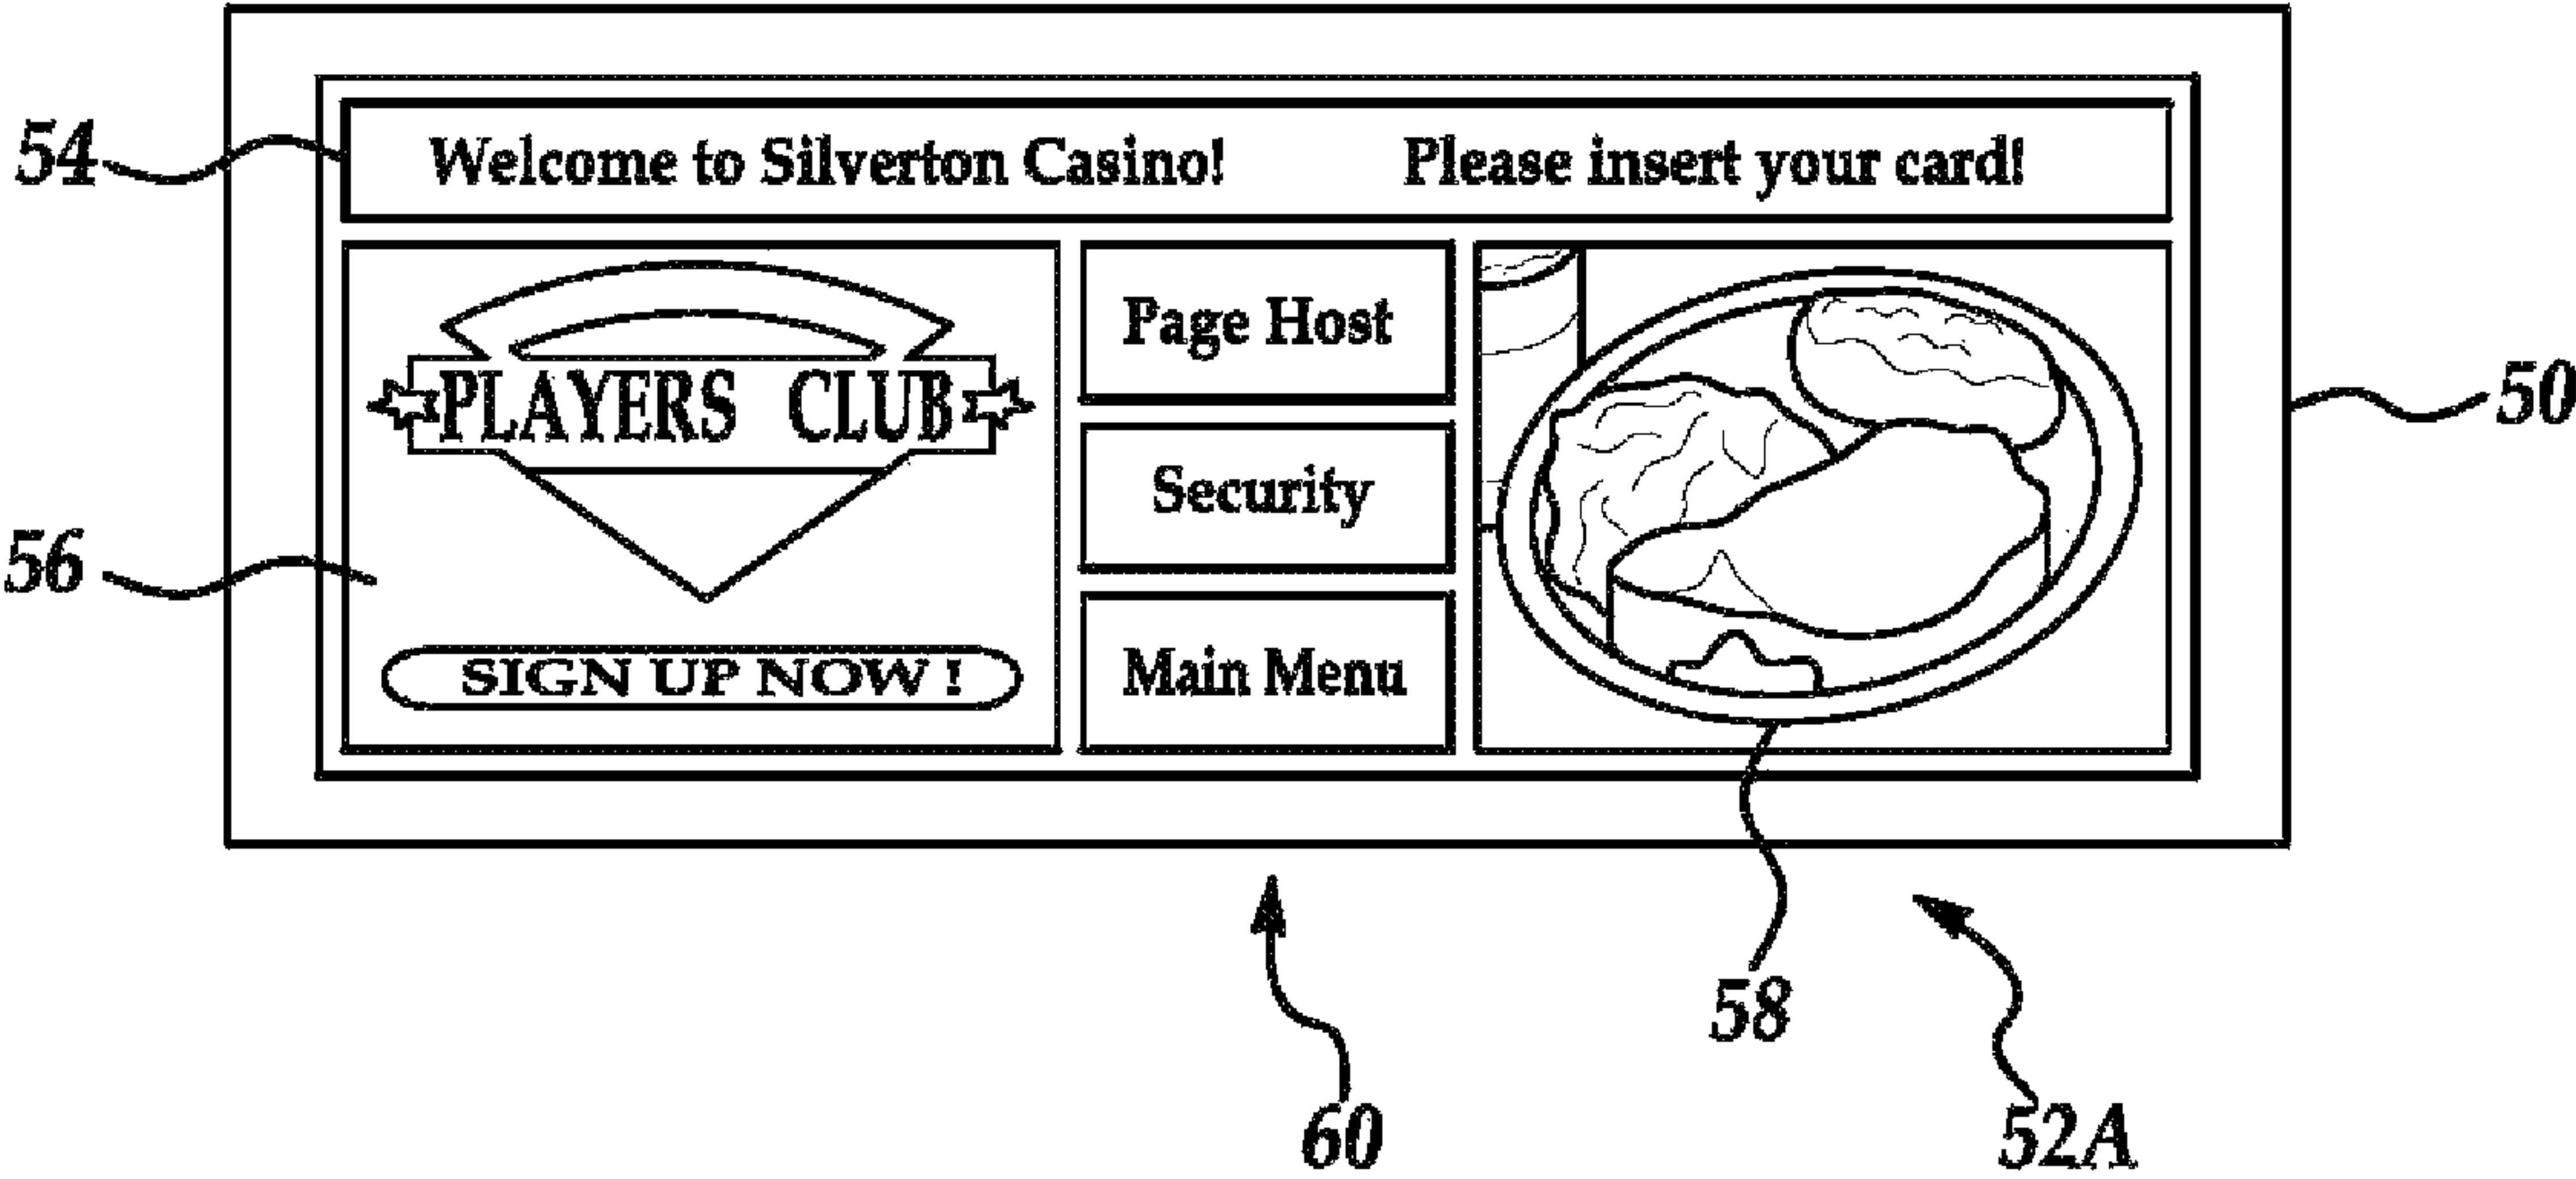 54
Welcome to Silverton Casino! Please insert your card!
PLAYERS CLUB
Page Host
50
Security
56
SIGN UP NOW !
Main Menu
58
60
52A